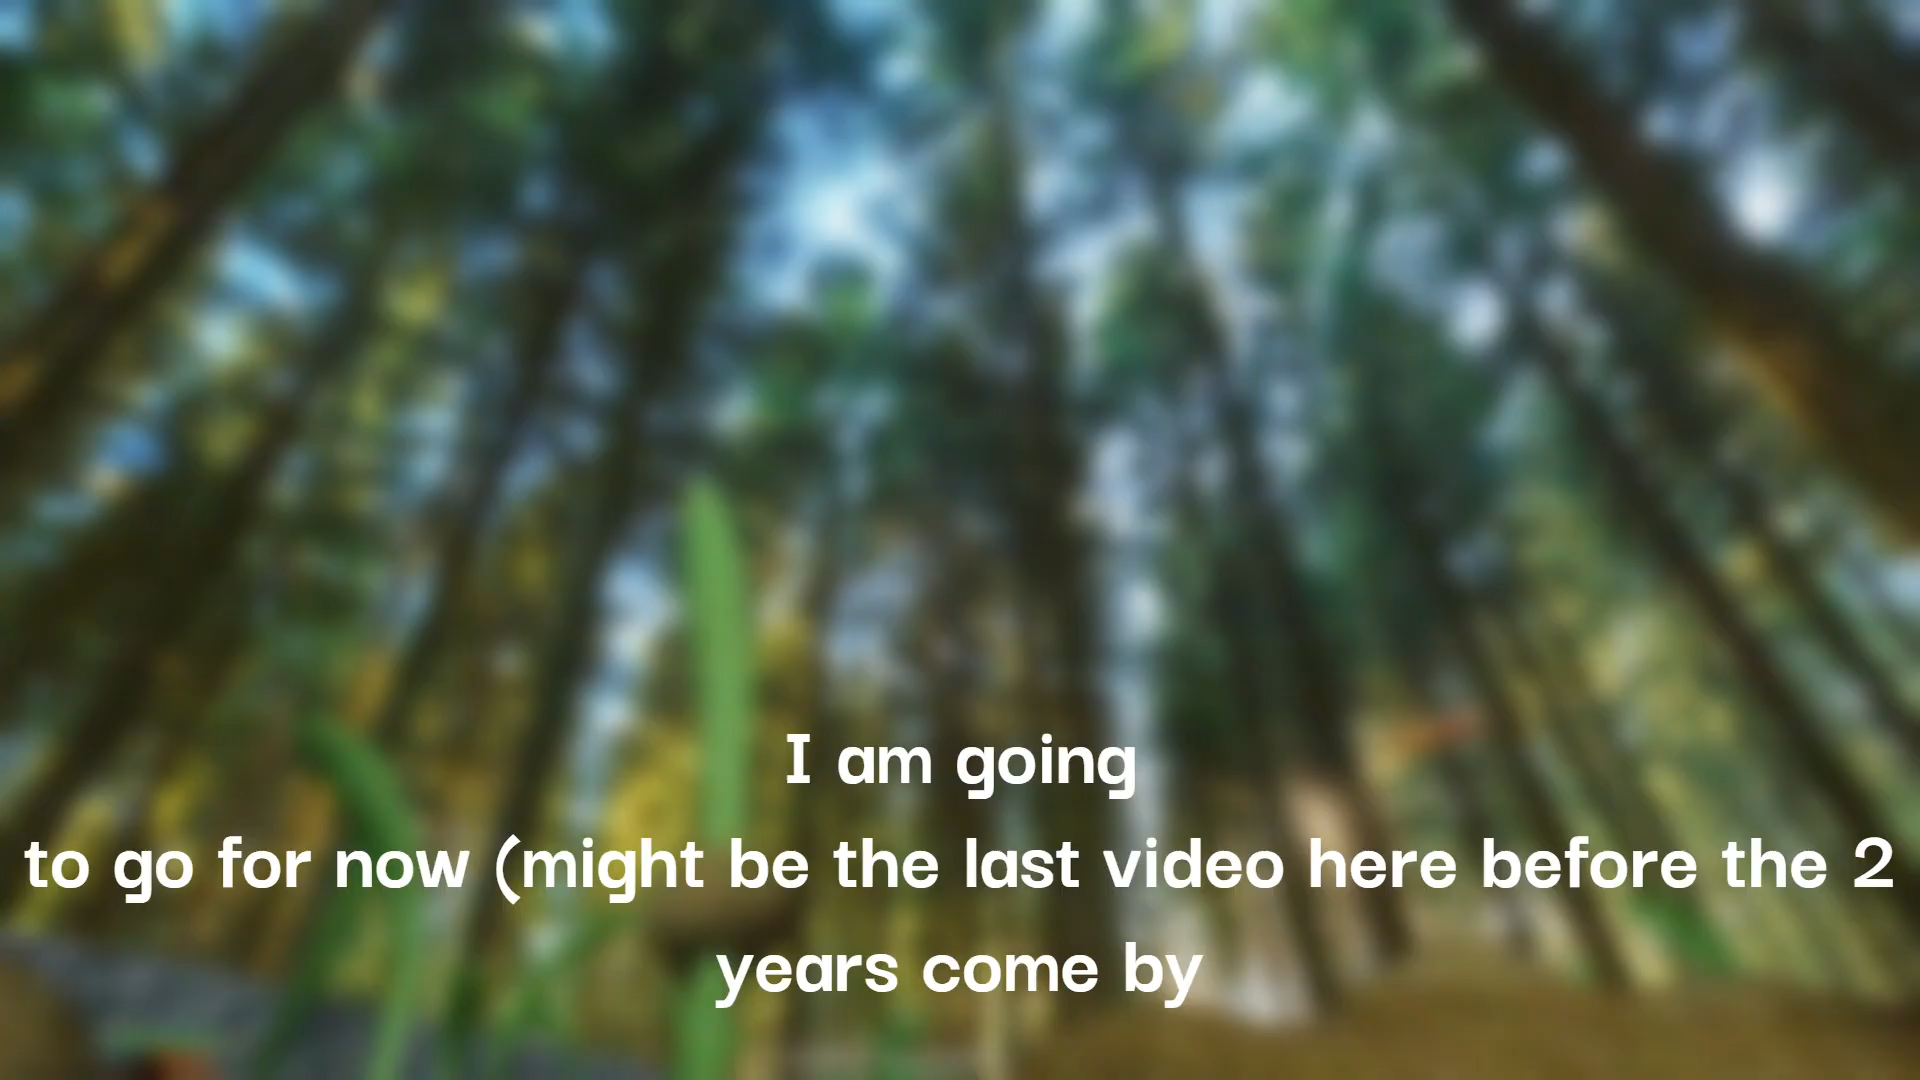 I am going
to go for now (might be the last video here before the 2
years come by